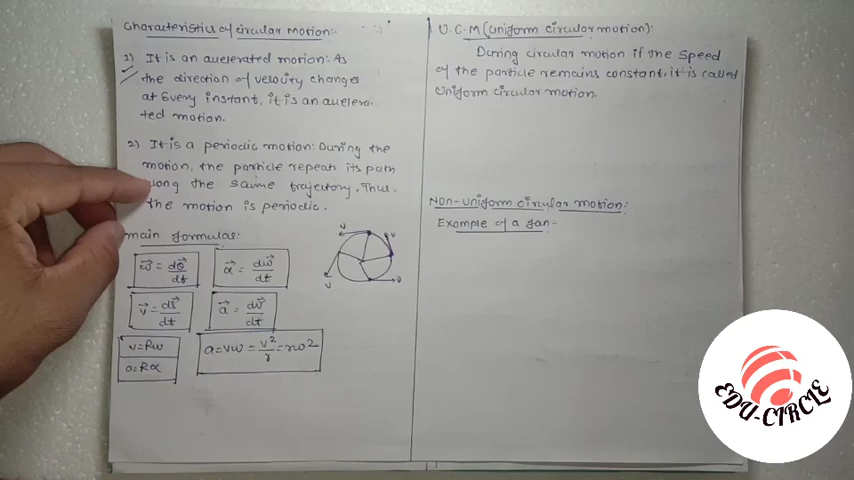 Characteristics of circular motion:-
1) It is an accelerated motion: As
the direction of velocity changes
at Every instant, it is an accelera-
ted motion.
2) It is a periodic motion: During the
motion, the particle repeats its path
along the same trajectory. Thus.
the motion is periodic.
main formulas:
v
v
v
v
ω⃗ = dθ⃗/dt
α⃗ = dω⃗/dt
v⃗ = ds⃗/dt
a⃗ = dv⃗/dt
v=Rω
a=Rα
a=vω = v²/r = rω²
U.C.M (Uniform circular motion):
During circular motion if the speed
of the particle remains constant, it is called
Uniform circular motion.
Non-uniform circular motion:
Example of a fan-
EDU-CIRCLE